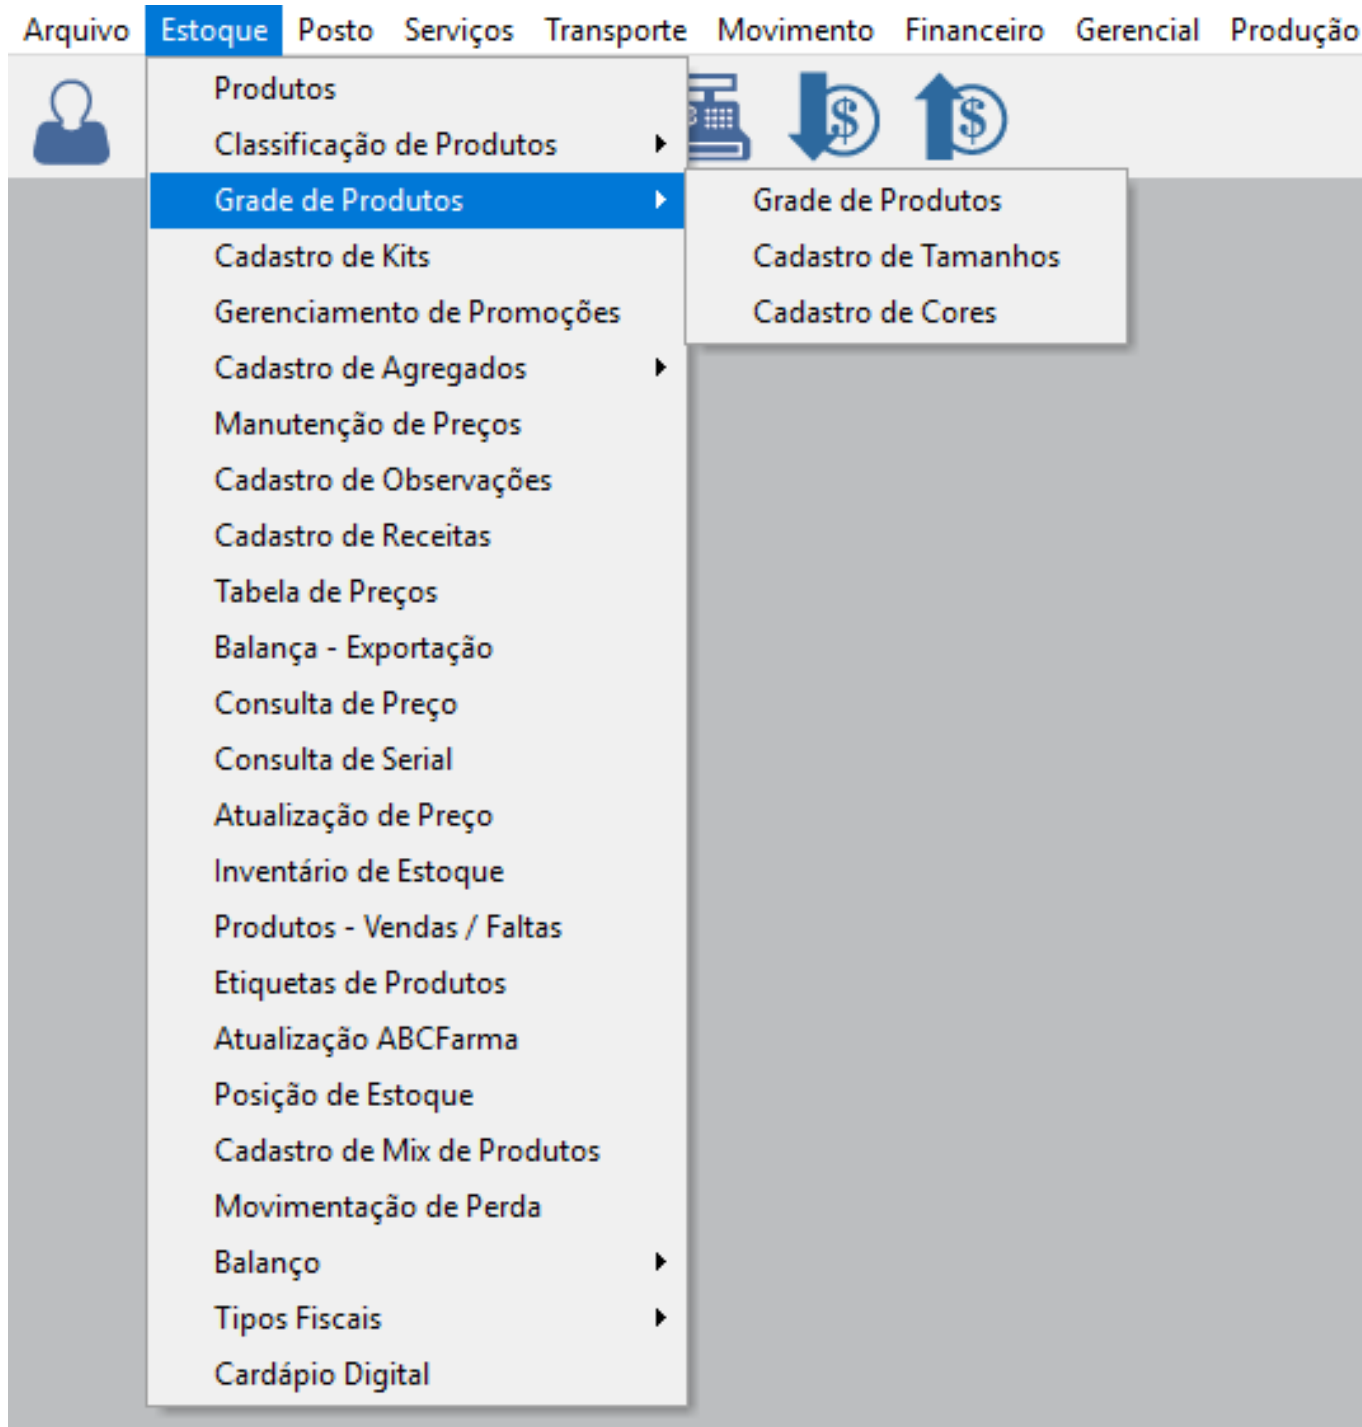 Arquivo Estoque Posto Serviços Transporte Movimento Financeiro Gerencial Produção
Produtos
Classificação de Produtos
Grade de Produtos
Grade de Produtos
Cadastro de Tamanhos
Cadastro de Cores
Cadastro de Kits
Gerenciamento de Promoções
Cadastro de Agregados
Manutenção de Preços
Cadastro de Observações
Cadastro de Receitas
Tabela de Preços
Balança - Exportação
Consulta de Preço
Consulta de Serial
Atualização de Preço
Inventário de Estoque
Produtos - Vendas / Faltas
Etiquetas de Produtos
Atualização ABCFarma
Posição de Estoque
Cadastro de Mix de Produtos
Movimentação de Perda
Balanço
Tipos Fiscais
Cardápio Digital